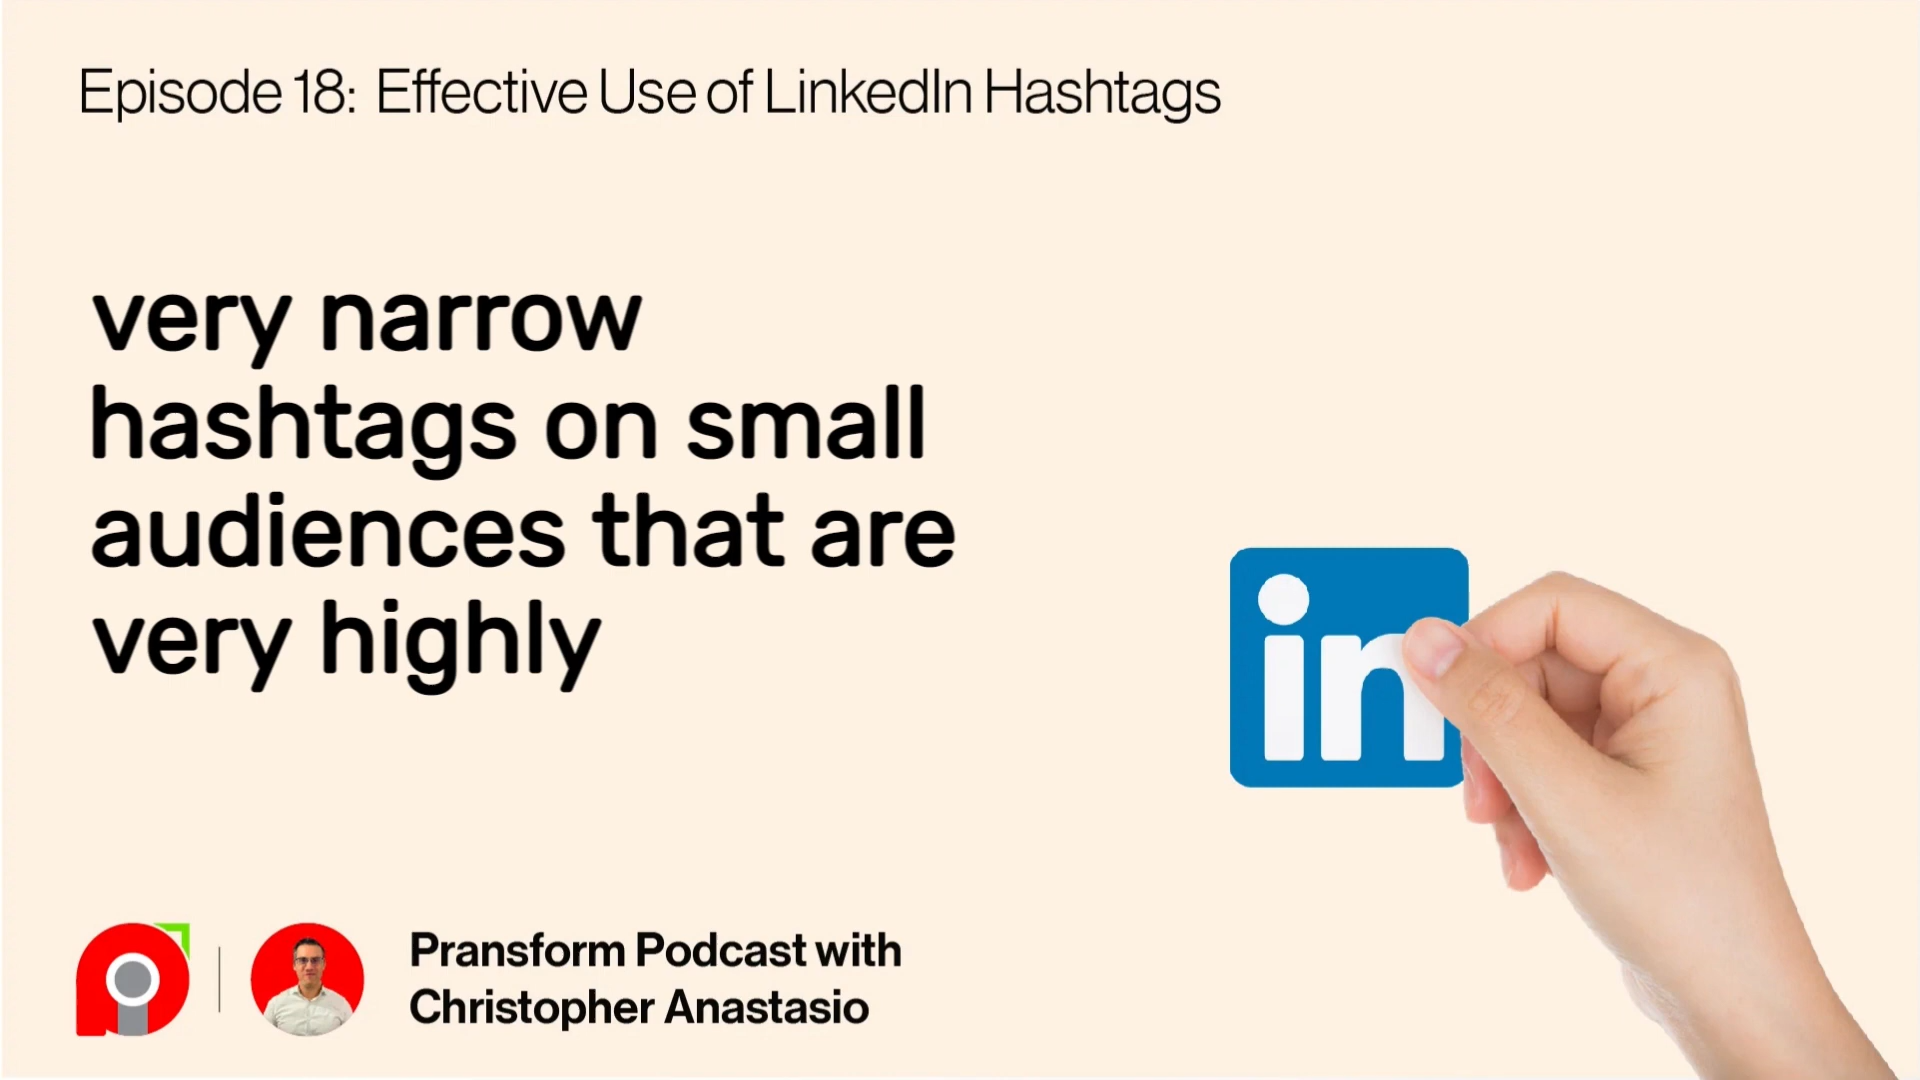 Episode 18: Effective Use of LinkedIn Hashtags
very narrow
hashtags on small
audiences that are
very highly
in
Pransform Podcast with
Christopher Anastasio